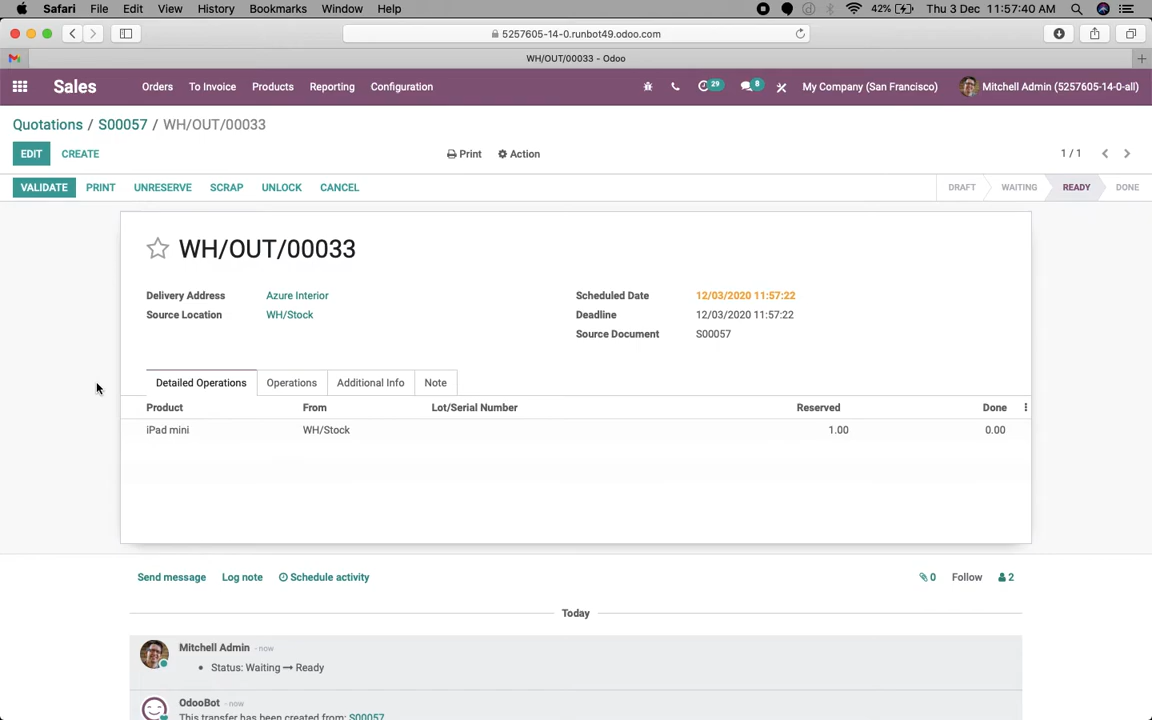 Safari File Edit View History Bookmarks Window Help 42% Thu 3 Dec 11:57:40 AM
5257605-14-0.runbot49.odoo.com
WH/OUT/00033 - Odoo
Sales Orders To Invoice Products Reporting Configuration 29 8 My Company (San Francisco) Mitchell Admin (5257605-14-0-all)
Quotations / S00057 / WH/OUT/00033
EDIT CREATE Print Action 1 / 1
VALIDATE PRINT UNRESERVE SCRAP UNLOCK CANCEL DRAFT WAITING READY DONE
WH/OUT/00033
Delivery Address Azure Interior Scheduled Date 12/03/2020 11:57:22
Source Location WH/Stock Deadline 12/03/2020 11:57:22
Source Document S00057
Detailed Operations Operations Additional Info Note
Product From Lot/Serial Number Reserved Done
iPad mini WH/Stock 1.00 0.00
Send message Log note Schedule activity 0 Follow 2
Today
Mitchell Admin - now
• Status: Waiting → Ready
OdooBot - now
This transfer has been created from: S00057